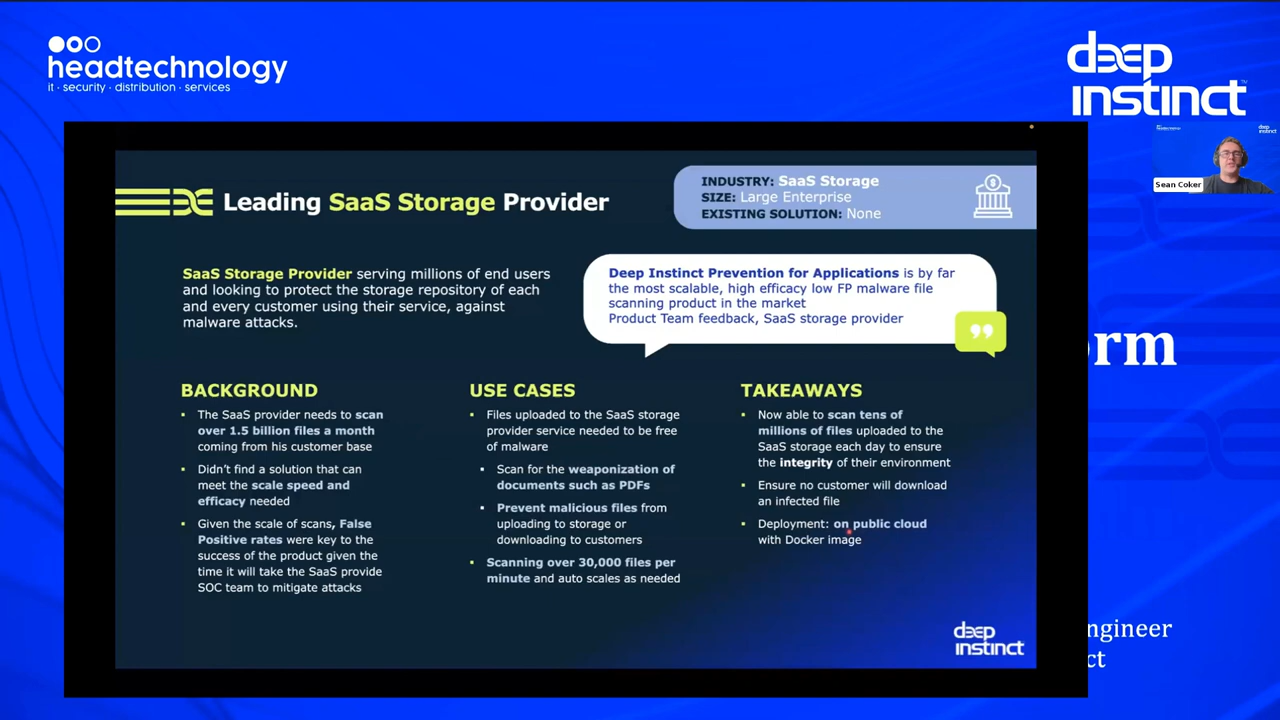 headtechnology
it · security · distribution · services
deep
instinct
Sean Coker
Leading SaaS Storage Provider
INDUSTRY: SaaS Storage
SIZE: Large Enterprise
EXISTING SOLUTION: None
SaaS Storage Provider serving millions of end users
and looking to protect the storage repository of each
and every customer using their service, against
malware attacks.
Deep Instinct Prevention for Applications is by far
the most scalable, high efficacy low FP malware file
scanning product in the market
Product Team feedback, SaaS storage provider
BACKGROUND
▪ The SaaS provider needs to scan
over 1.5 billion files a month
coming from his customer base
▪ Didn't find a solution that can
meet the scale speed and
efficacy needed
▪ Given the scale of scans, False
Positive rates were key to the
success of the product given the
time it will take the SaaS provide
SOC team to mitigate attacks
USE CASES
▪ Files uploaded to the SaaS storage
provider service needed to be free
of malware
▪ Scan for the weaponization of
documents such as PDFs
▪ Prevent malicious files from
uploading to storage or
downloading to customers
▪ Scanning over 30,000 files per
minute and auto scales as needed
TAKEAWAYS
▪ Now able to scan tens of
millions of files uploaded to the
SaaS storage each day to ensure
the integrity of their environment
▪ Ensure no customer will download
an infected file
▪ Deployment: on public cloud
with Docker image
deep
instinct
orm
ngineer
ct